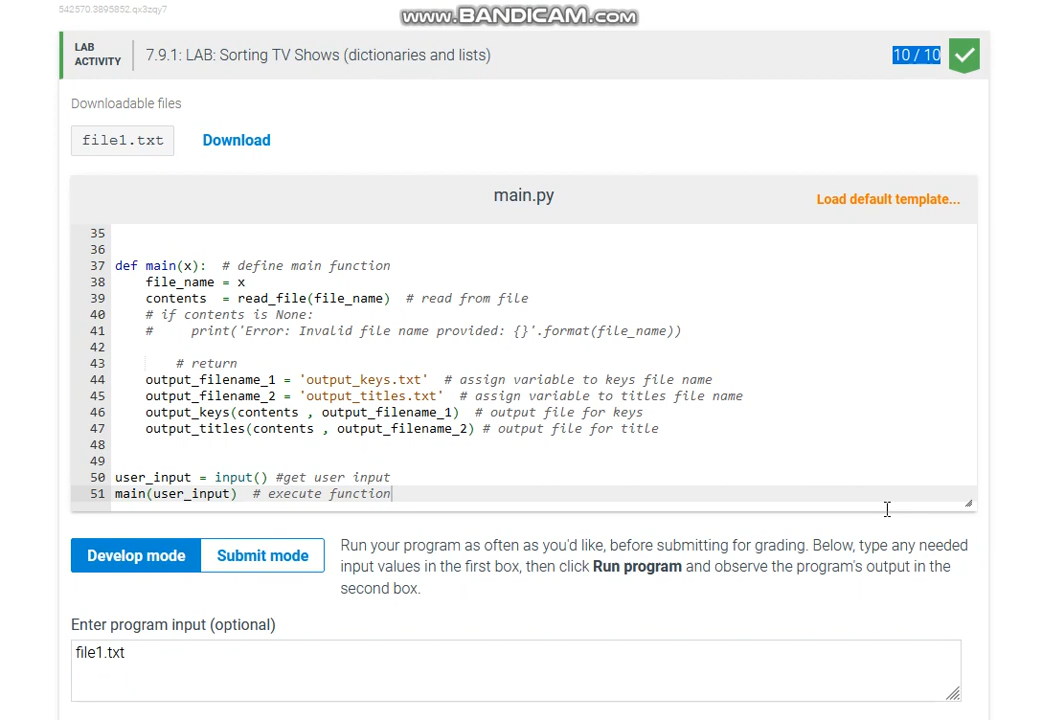 542570.3895852.qx3zqy7
www.BANDICAM.com
LAB
ACTIVITY
7.9.1: LAB: Sorting TV Shows (dictionaries and lists)
10 / 10
Downloadable files
file1.txt
Download
main.py
Load default template...
35
36
37 def main(x):  # define main function
38     file_name = x
39     contents  = read_file(file_name)  # read from file
40     # if contents is None:
41     #     print('Error: Invalid file name provided: {}'.format(file_name))
42
43         # return
44     output_filename_1 = 'output_keys.txt'  # assign variable to keys file name
45     output_filename_2 = 'output_titles.txt'  # assign variable to titles file name
46     output_keys(contents , output_filename_1)  # output file for keys
47     output_titles(contents , output_filename_2) # output file for title
48
49
50 user_input = input() #get user input
51 main(user_input)  # execute function
Develop mode
Submit mode
Run your program as often as you'd like, before submitting for grading. Below, type any needed
input values in the first box, then click Run program and observe the program's output in the
second box.
Enter program input (optional)
file1.txt